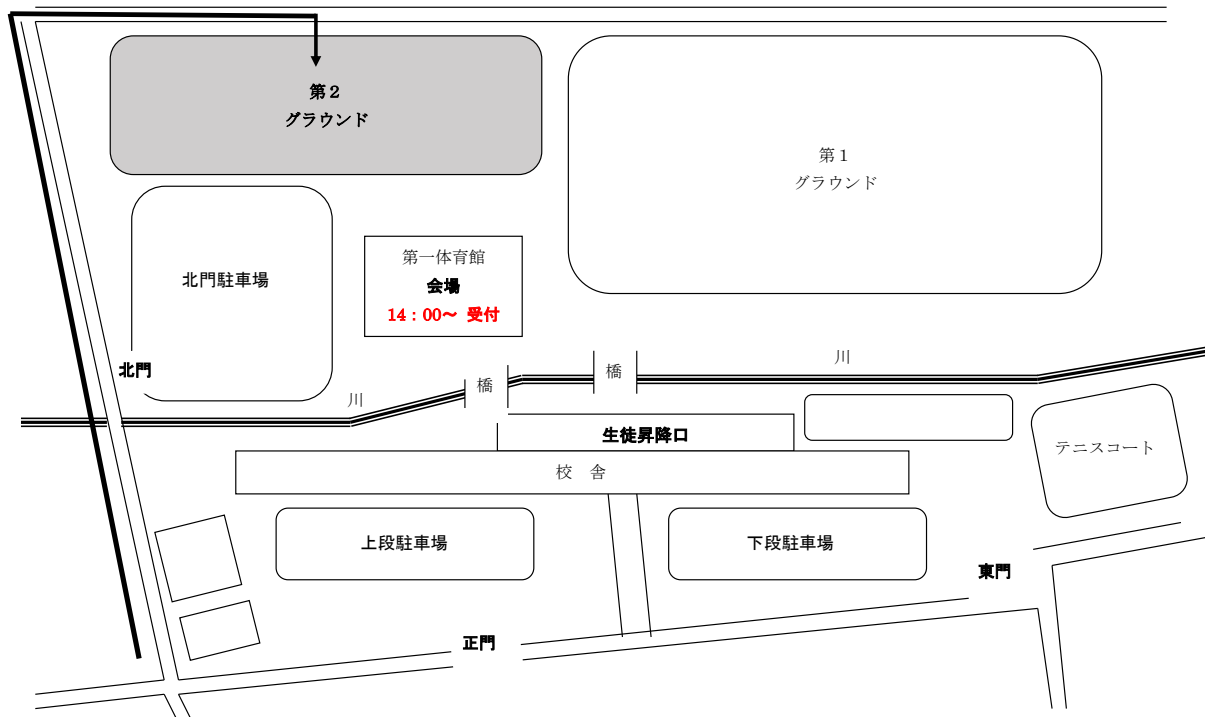 第２
グラウンド
第１
グラウンド
第一体育館
会場
14：00～ 受付
北門駐車場
北門
川
橋
橋
川
生徒昇降口
テニスコート
校　舎
上段駐車場
下段駐車場
東門
正門